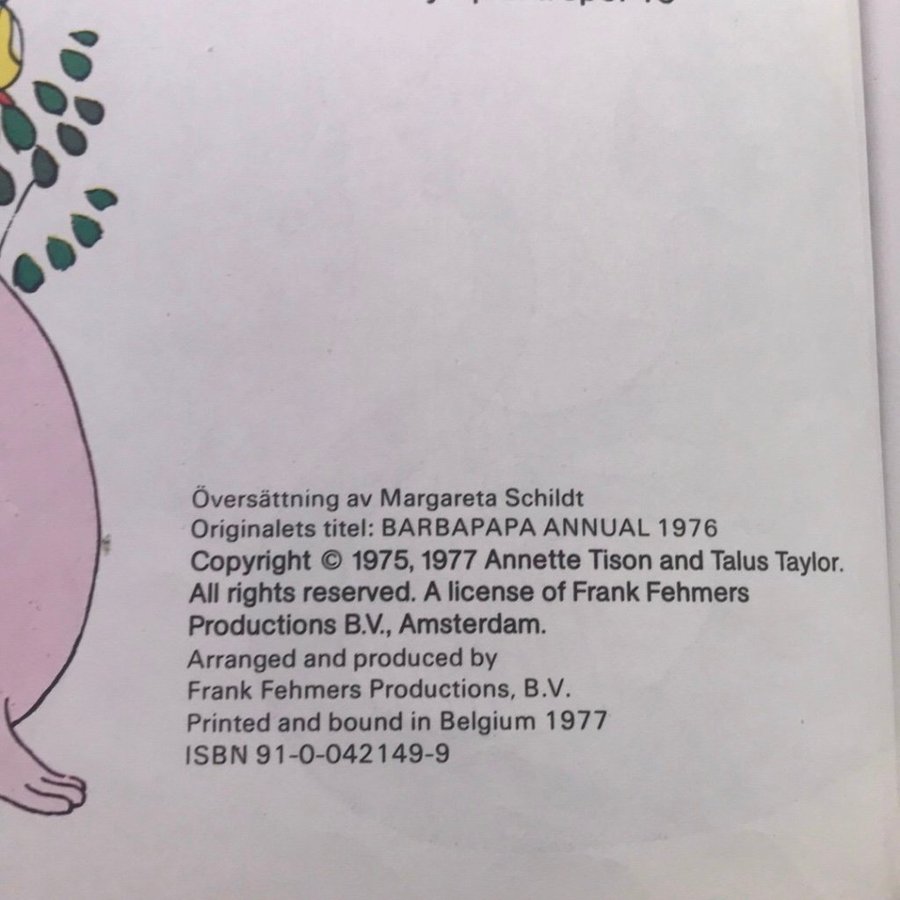 Översättning av Margareta Schildt
Originalets titel: BARBAPAPA ANNUAL 1976
Copyright © 1975, 1977 Annette Tison and Talus Taylor.
All rights reserved. A license of Frank Fehmers
Productions B.V., Amsterdam.
Arranged and produced by
Frank Fehmers Productions, B.V.
Printed and bound in Belgium 1977
ISBN 91-0-042149-9